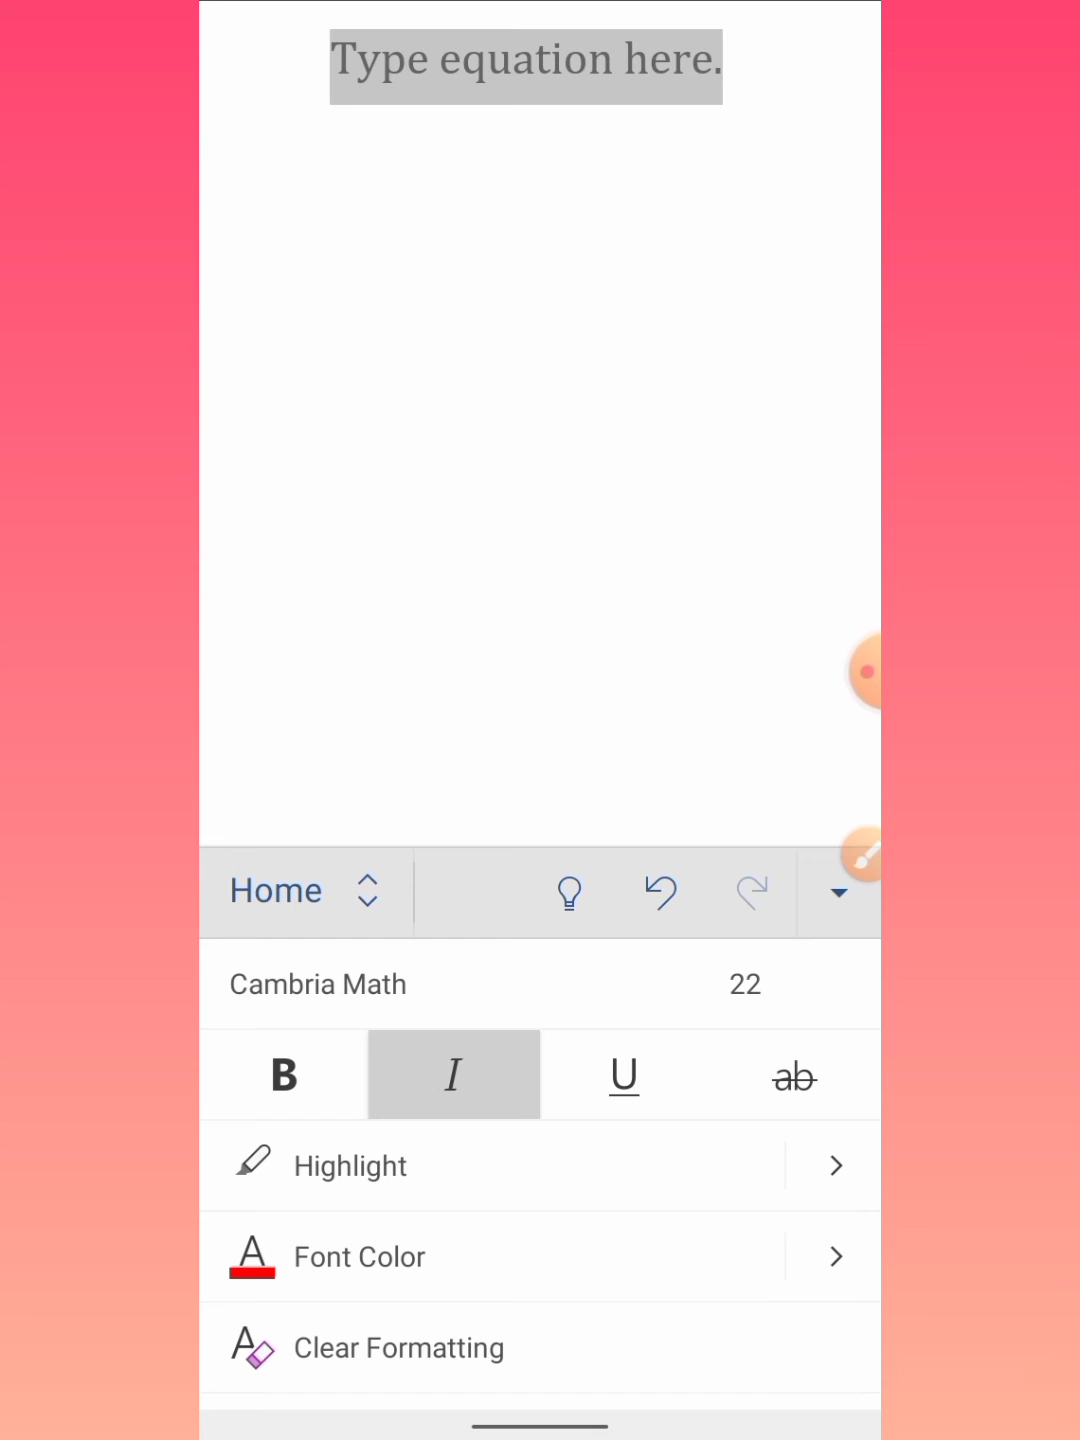 Type equation here.
Home
Cambria Math 22
B I U ab
Highlight
A Font Color
A Clear Formatting